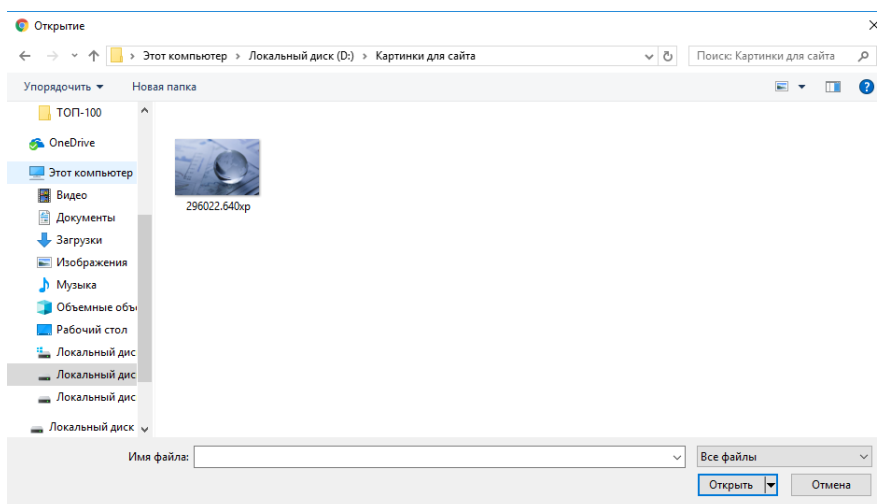 Открытие
Этот компьютер › Локальный диск (D:) › Картинки для сайта
Поиск: Картинки для сайта
Упорядочить
Новая папка
ТОП-100
OneDrive
Этот компьютер
Видео
Документы
Загрузки
Изображения
Музыка
Объемные объ
Рабочий стол
Локальный дис
Локальный дис
Локальный дис
Локальный диск
296022.640xp
Имя файла:
Все файлы
Открыть
Отмена